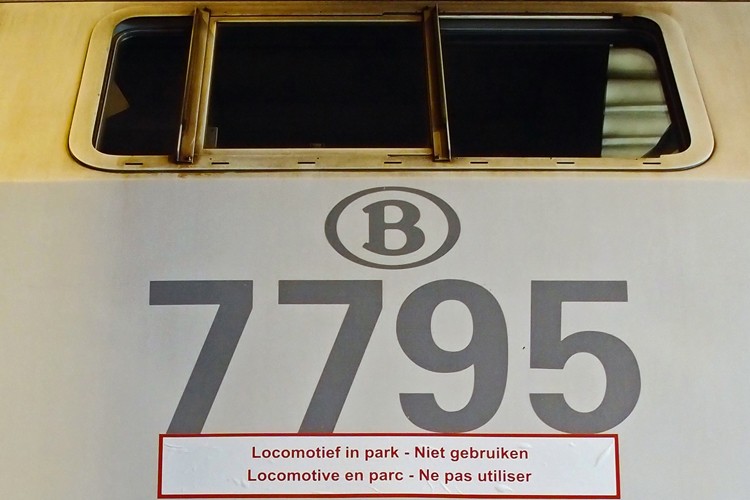 B
7795
Locomotief in park - Niet gebruiken
Locomotive en parc - Ne pas utiliser